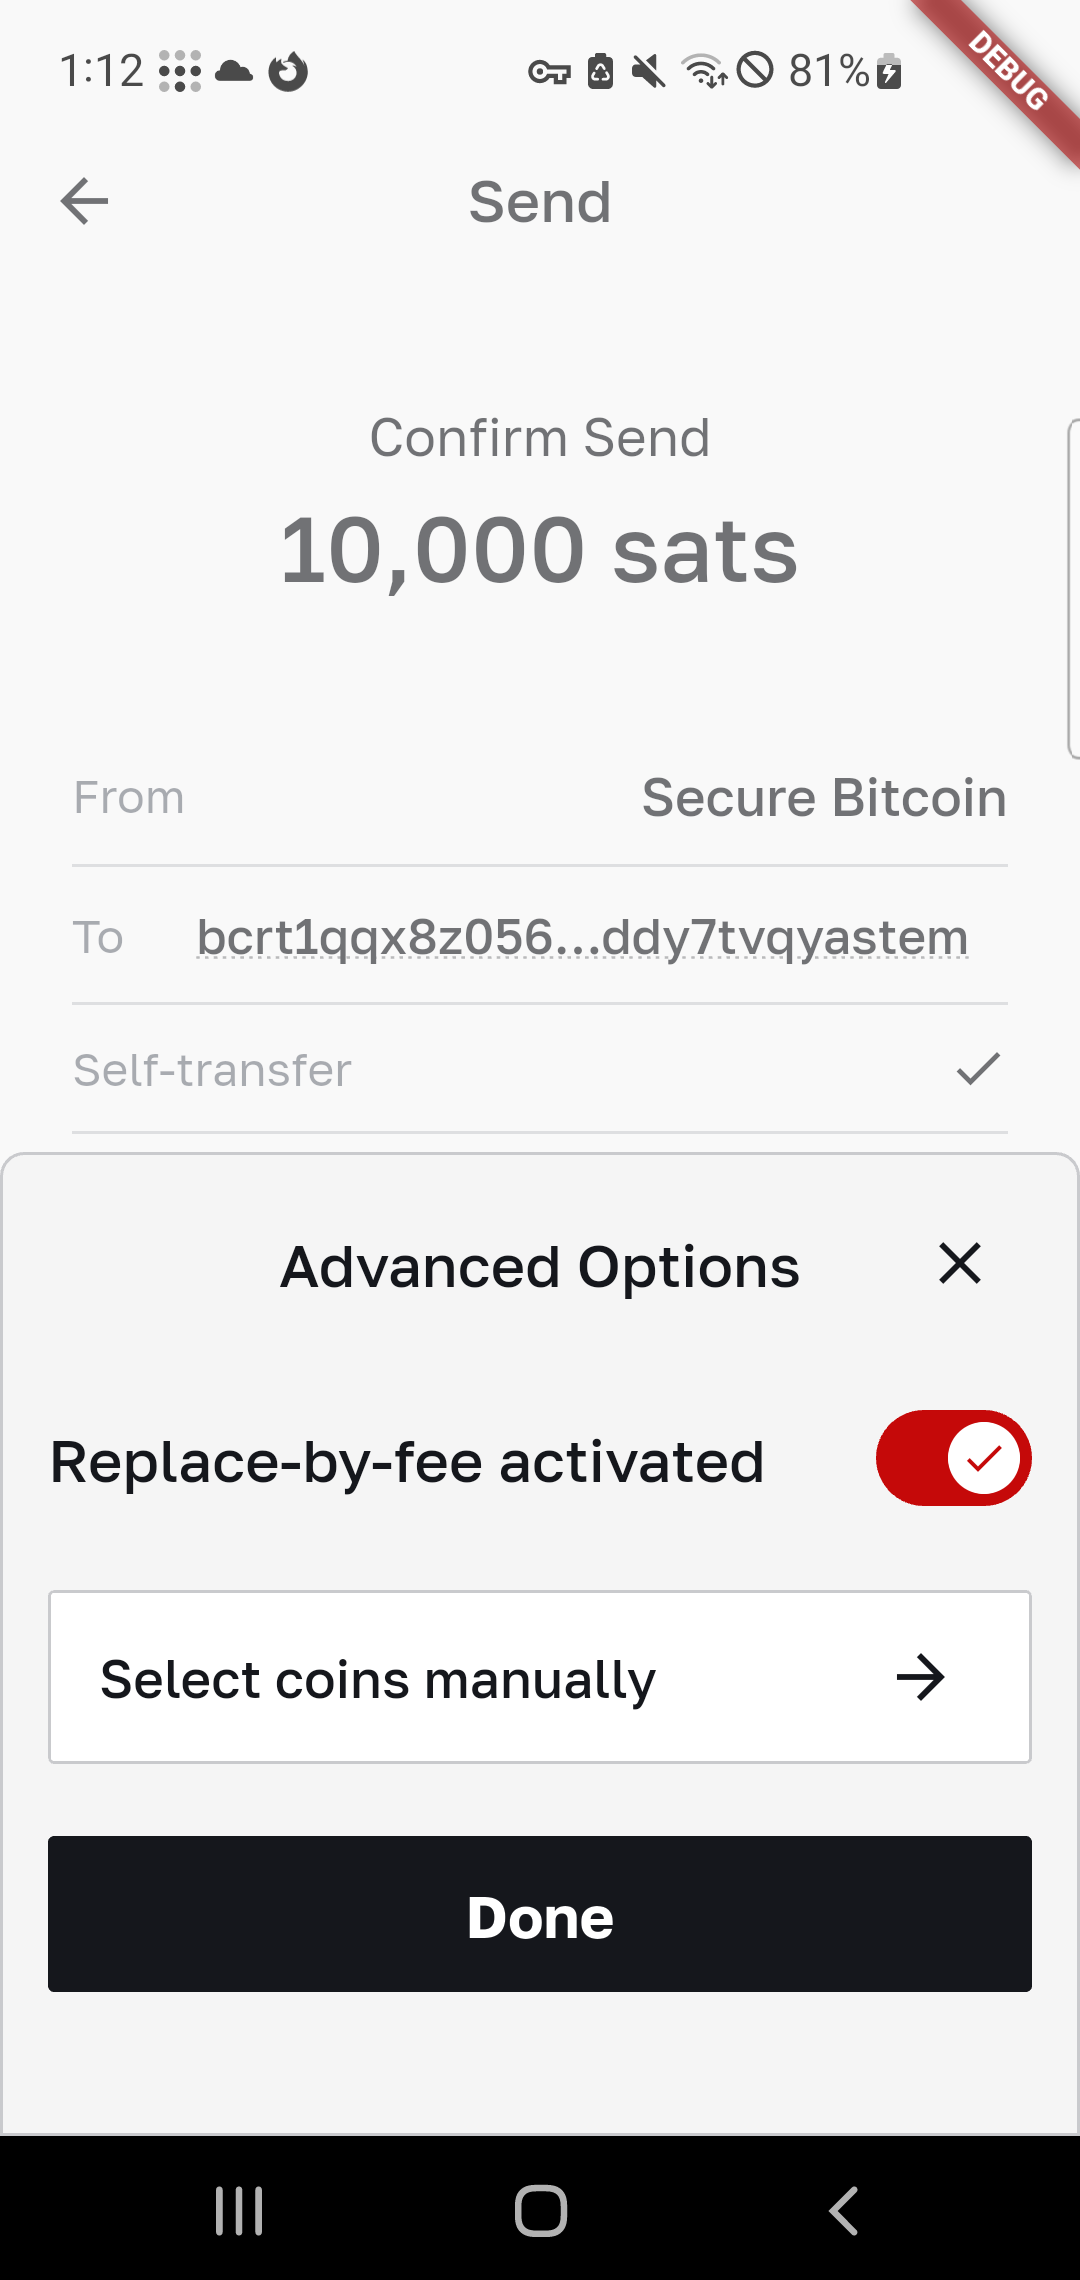 1:12 81%
DEBUG
Send
Confirm Send
10,000 sats
From Secure Bitcoin
To bcrt1qqx8z056...ddy7tvqyastem
Self-transfer
Advanced Options
Replace-by-fee activated
Select coins manually
Done